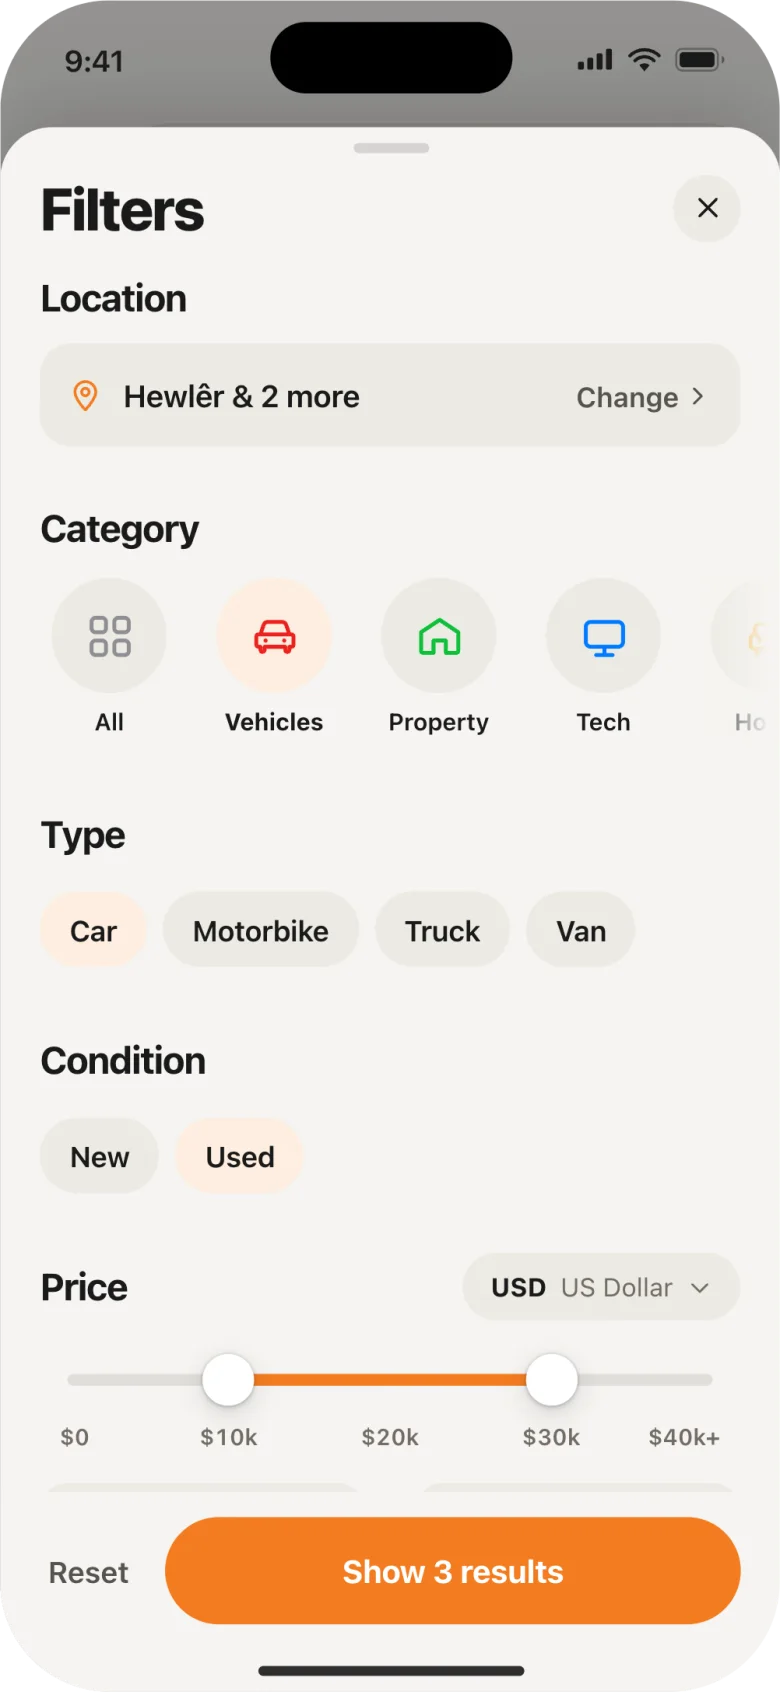 9:41
Filters
Location
Hewlêr & 2 more Change
Category
All Vehicles Property Tech
Type
Car Motorbike Truck Van
Condition
New Used
Price USD US Dollar
$0 $10k $20k $30k $40k+
Reset Show 3 results